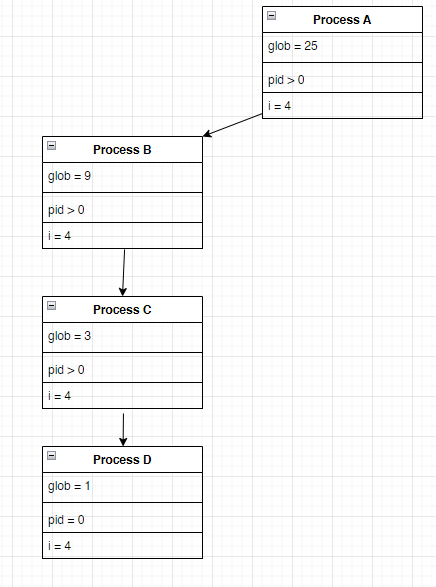 Process A
glob = 25
pid > 0
i = 4
Process B
glob = 9
pid > 0
i = 4
Process C
glob = 3
pid > 0
i = 4
Process D
glob = 1
pid = 0
i = 4